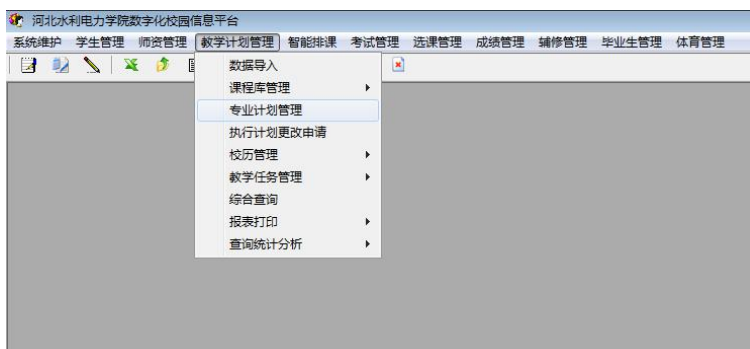 河北水利电力学院数字化校园信息平台
系统维护 学生管理 师资管理 教学计划管理 智能排课 考试管理 选课管理 成绩管理 辅修管理 毕业生管理 体育管理
数据导入
课程库管理
专业计划管理
执行计划更改申请
校历管理
教学任务管理
综合查询
报表打印
查询统计分析